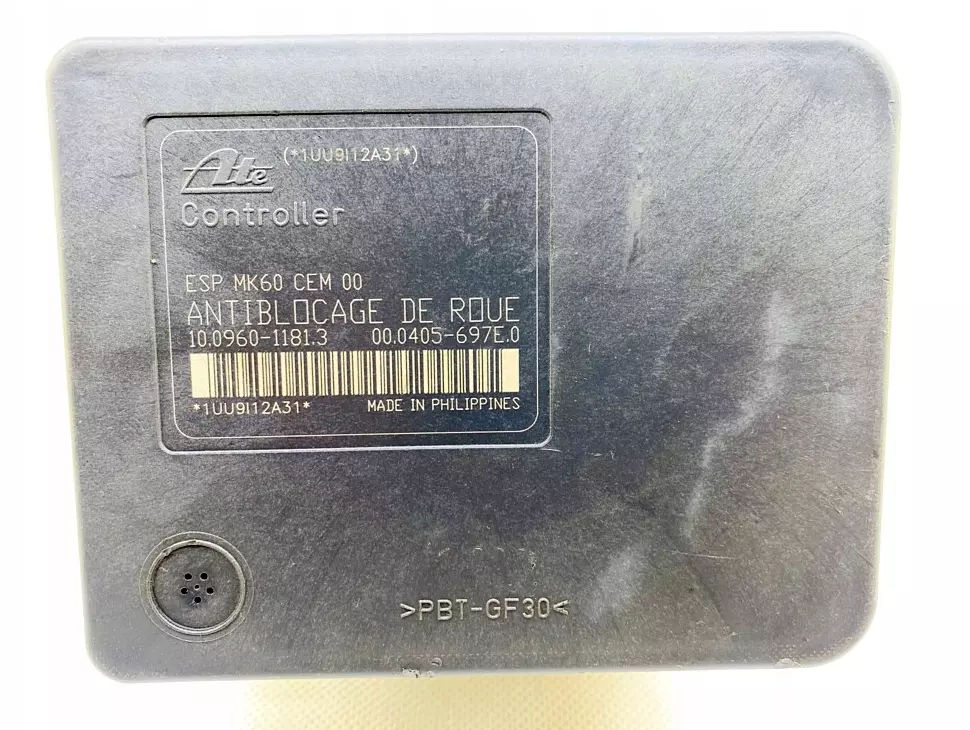 (*1UU9I12A31*)
Ate
Controller
ESP MK60 CEM 00
ANTIBLOCAGE DE ROUE
10.0960-1181.3 00.0405-697E.0
*1UU9I12A31* MADE IN PHILIPPINES
>PBT-GF30<